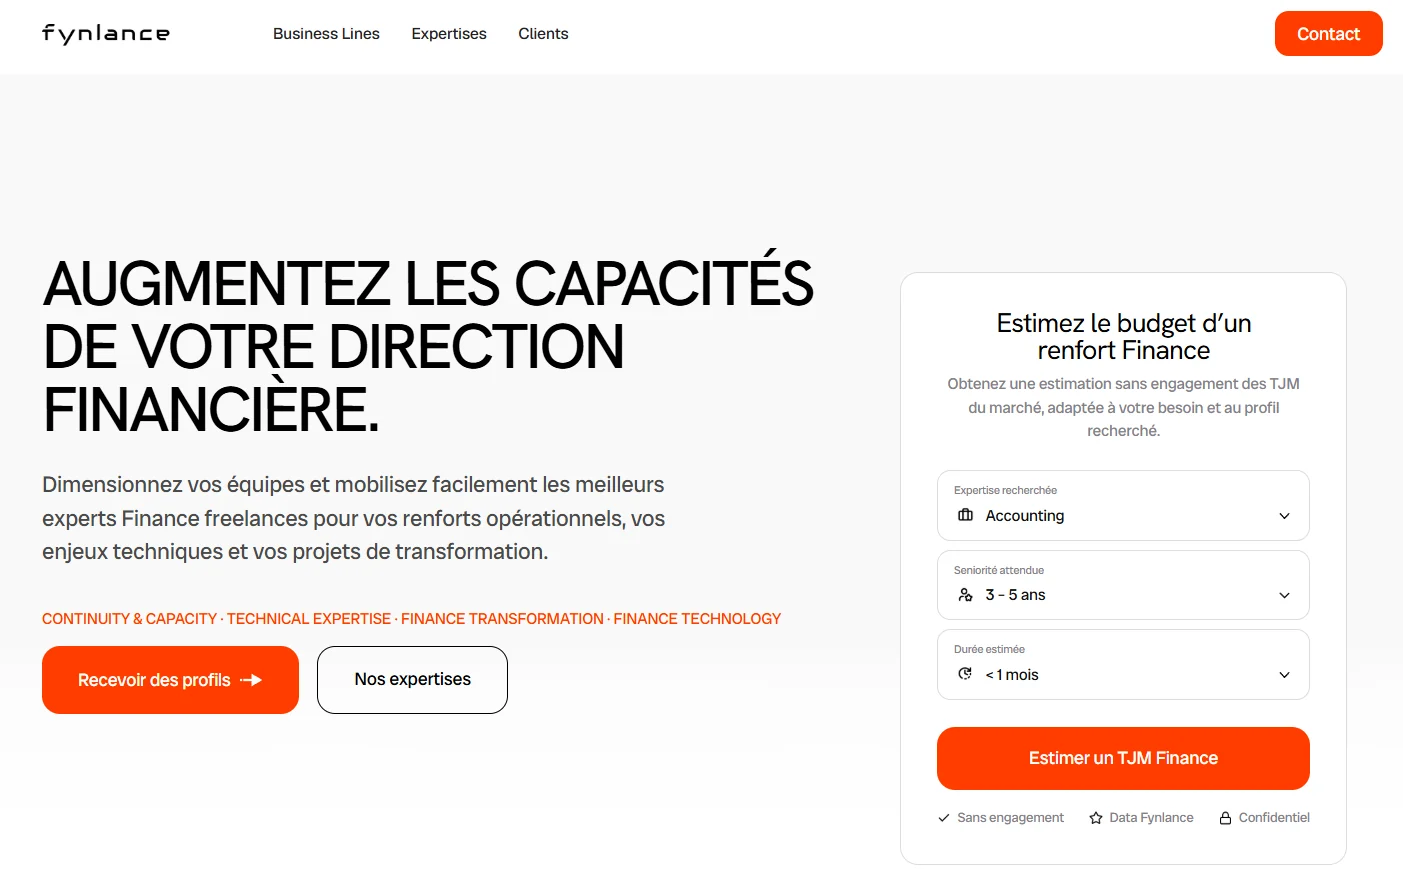 fynlance
Business Lines
Expertises
Clients
Contact
AUGMENTEZ LES CAPACITÉS
DE VOTRE DIRECTION
FINANCIÈRE.
Dimensionnez vos équipes et mobilisez facilement les meilleurs
experts Finance freelances pour vos renforts opérationnels, vos
enjeux techniques et vos projets de transformation.
CONTINUITY & CAPACITY · TECHNICAL EXPERTISE · FINANCE TRANSFORMATION · FINANCE TECHNOLOGY
Recevoir des profils
Nos expertises
Estimez le budget d’un
renfort Finance
Obtenez une estimation sans engagement des TJM
du marché, adaptée à votre besoin et au profil
recherché.
Expertise recherchée
Accounting
Seniorité attendue
3 - 5 ans
Durée estimée
< 1 mois
Estimer un TJM Finance
Sans engagement
Data Fynlance
Confidentiel